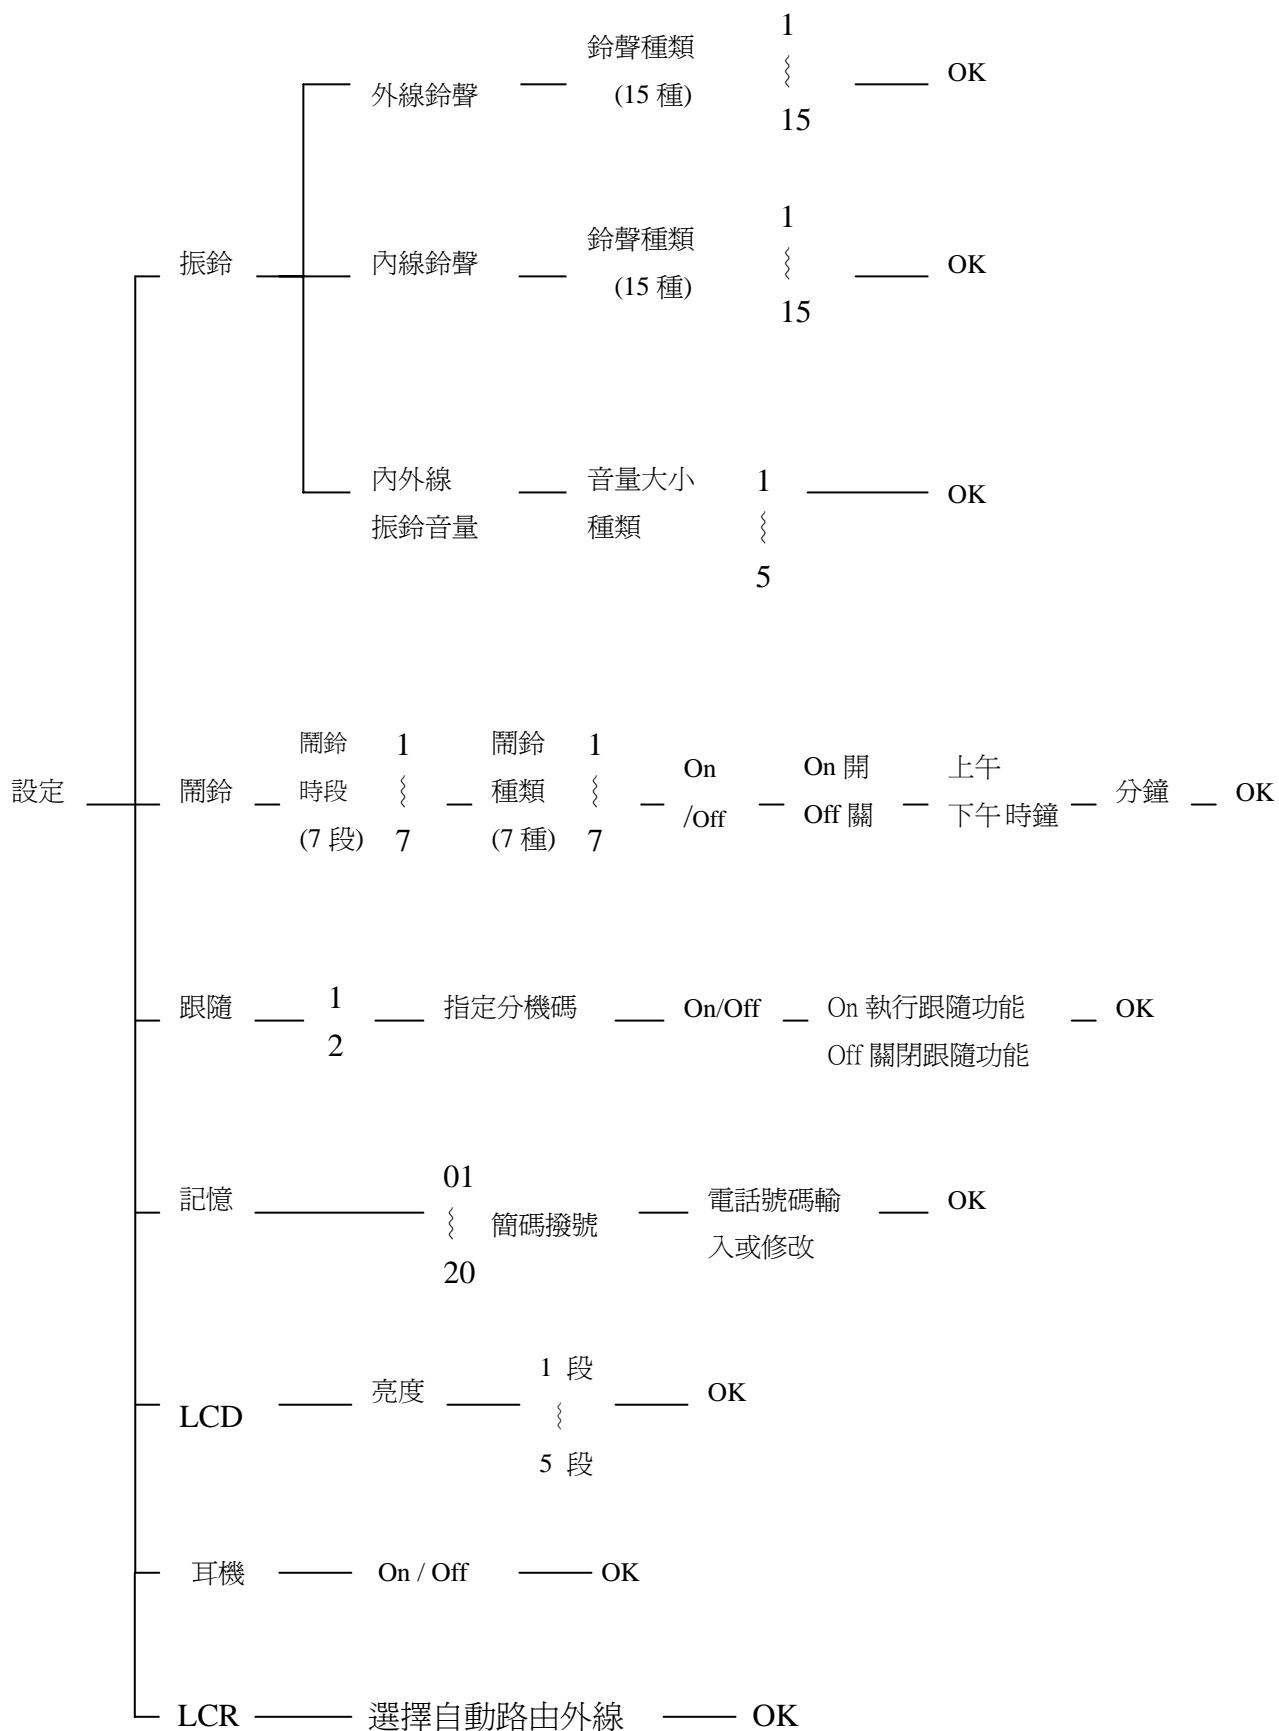 1
鈴聲種類
外線鈴聲
(15 種)
15
OK
1
鈴聲種類
振鈴
內線鈴聲
(15 種)
15
OK
內外線
振鈴音量
音量大小
種類
1
5
OK
設定
鬧鈴
鬧鈴
時段
(7 段)
1
7
鬧鈴
種類
(7 種)
1
7
On
/Off
On 開
Off 關
上午
下午 時鐘
分鐘
OK
跟隨
1
2
指定分機碼
On/Off
On 執行跟隨功能
Off 關閉跟隨功能
OK
記憶
01
20
簡碼撥號
電話號碼輸
入或修改
OK
LCD
亮度
1 段
5 段
OK
耳機
On / Off
OK
LCR
選擇自動路由外線
OK